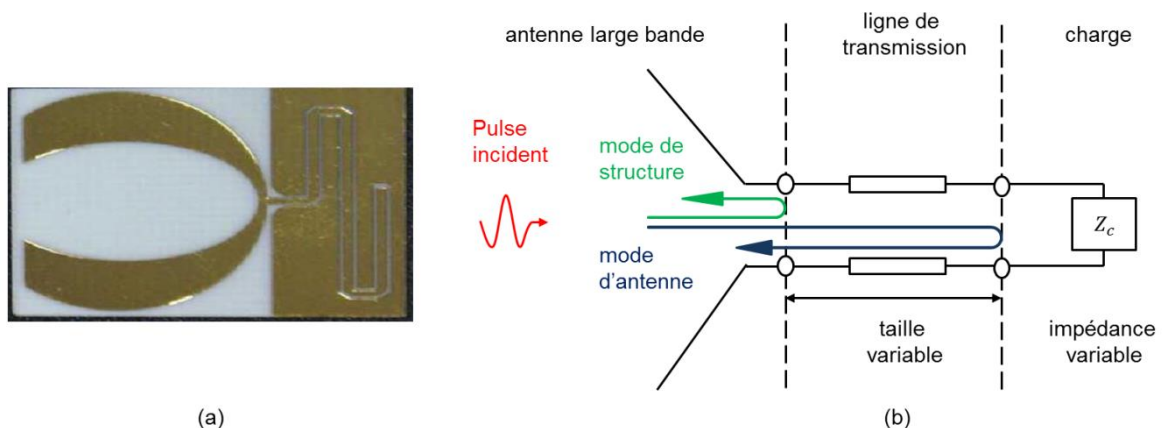 antenne large bande
ligne de
transmission
charge
Pulse
incident
mode de
structure
mode
d'antenne
Z_c
taille
variable
impédance
variable
(a)
(b)